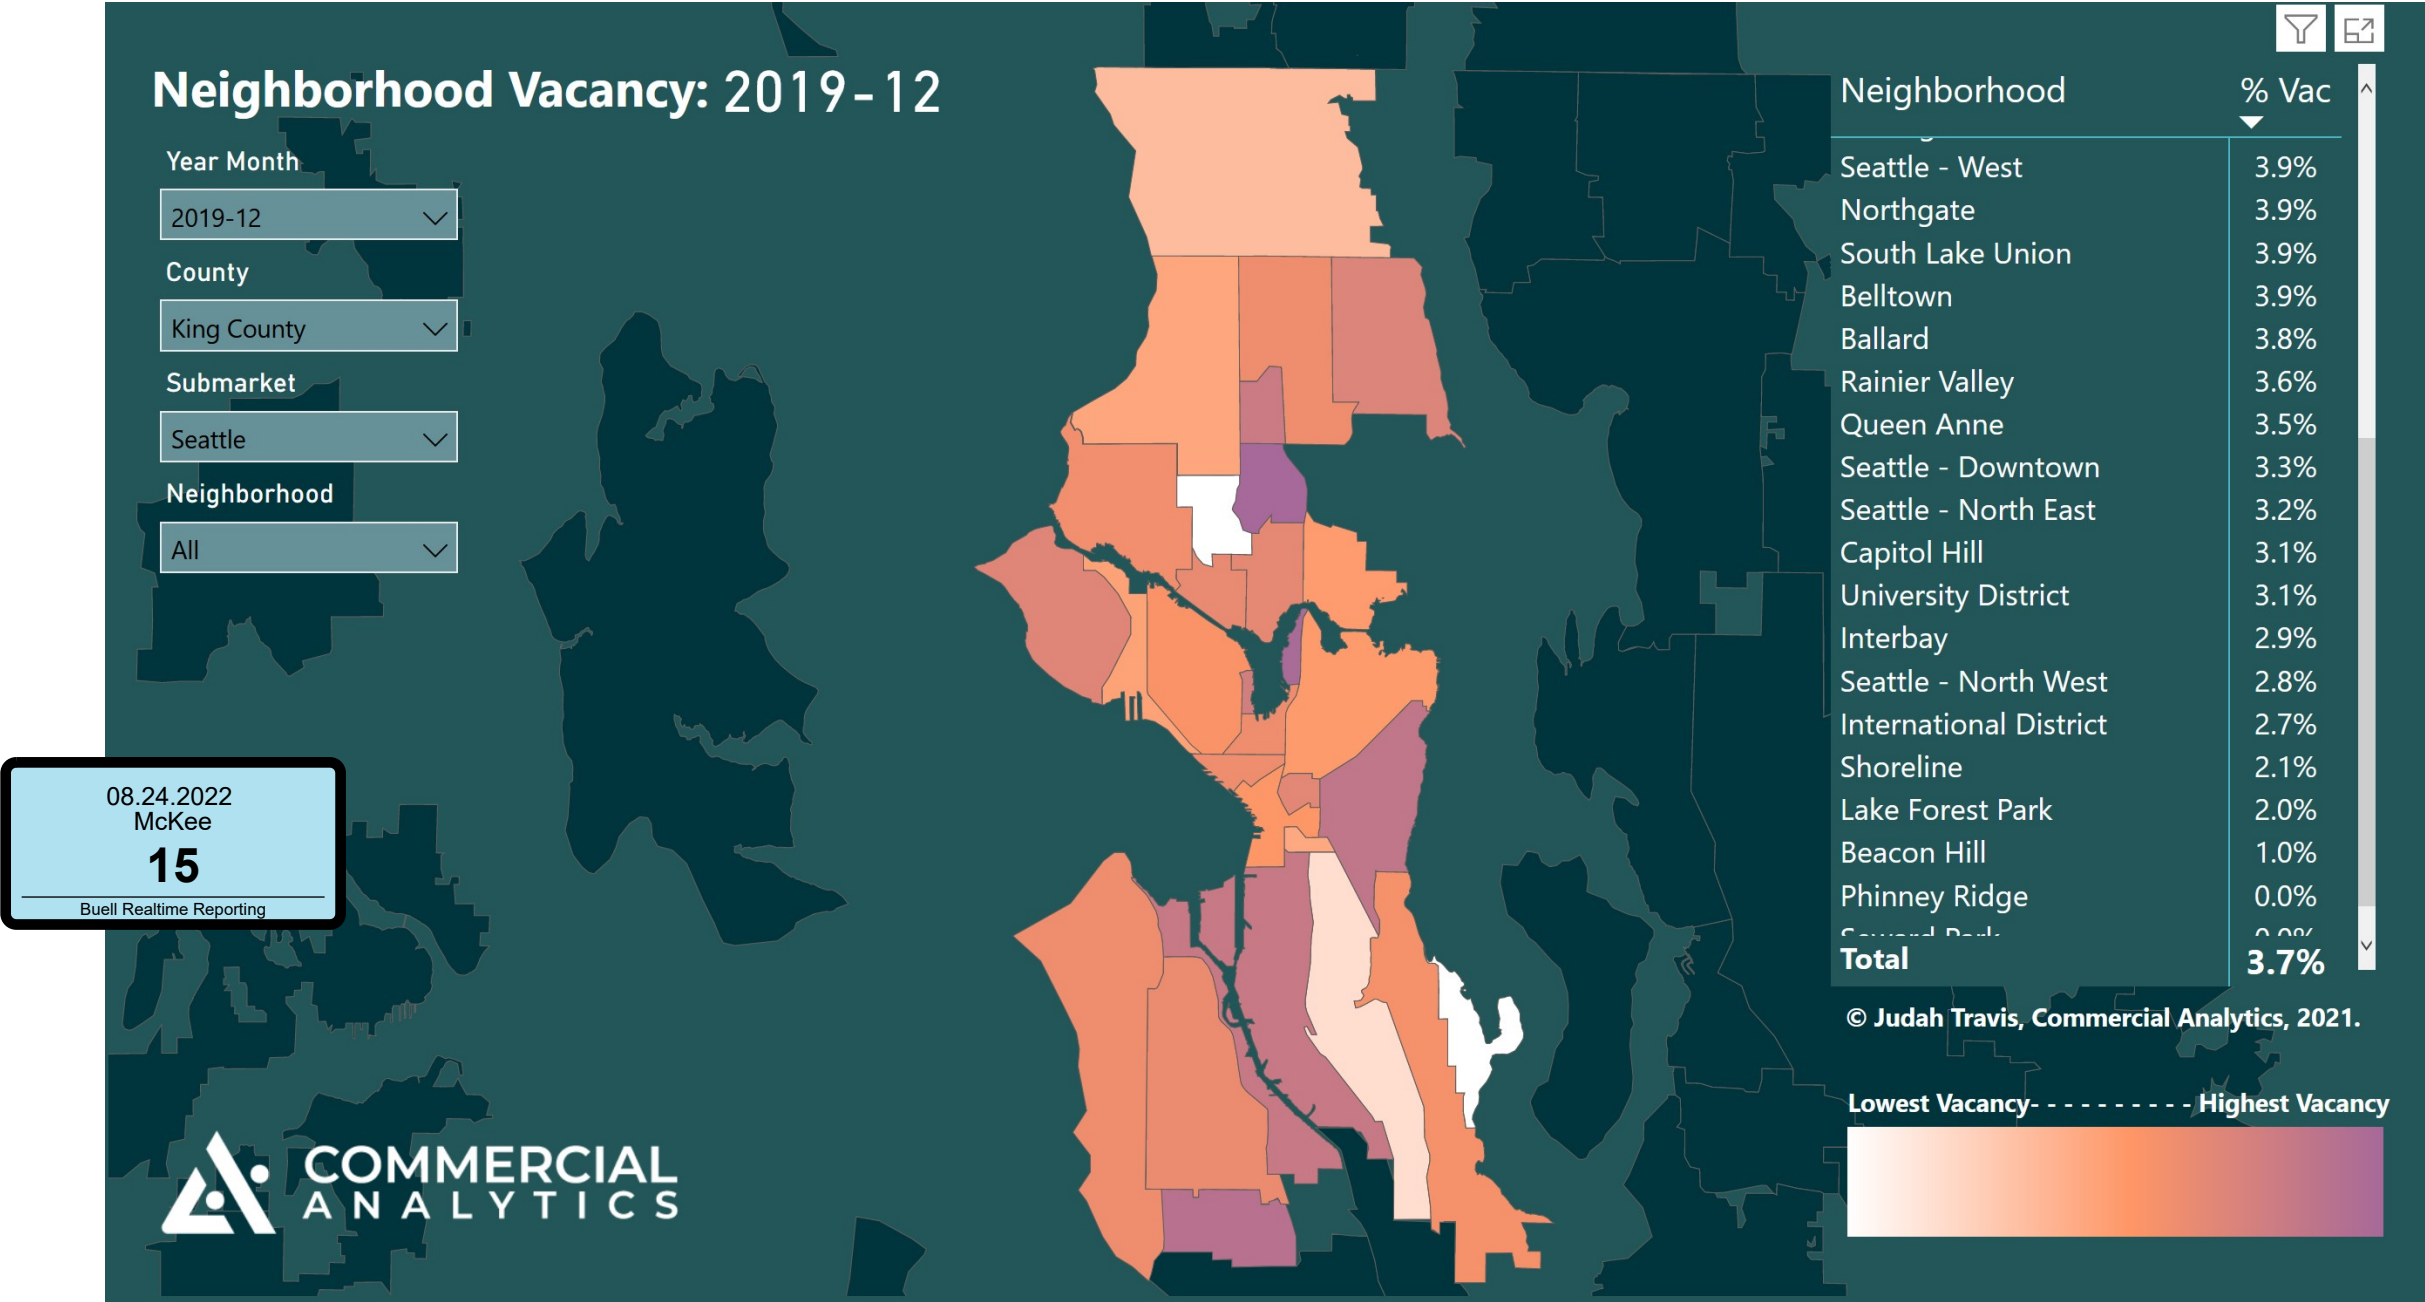 Neighborhood Vacancy: 2019-12
Year Month
2019-12
County
King County
Submarket
Seattle
Neighborhood
All
08.24.2022
McKee
15
Buell Realtime Reporting
COMMERCIAL
ANALYTICS
Neighborhood % Vac
Seattle - West 3.9%
Northgate 3.9%
South Lake Union 3.9%
Belltown 3.9%
Ballard 3.8%
Rainier Valley 3.6%
Queen Anne 3.5%
Seattle - Downtown 3.3%
Seattle - North East 3.2%
Capitol Hill 3.1%
University District 3.1%
Interbay 2.9%
Seattle - North West 2.8%
International District 2.7%
Shoreline 2.1%
Lake Forest Park 2.0%
Beacon Hill 1.0%
Phinney Ridge 0.0%
Seward Park 0.0%
Total 3.7%
© Judah Travis, Commercial Analytics, 2021.
Lowest Vacancy- - - - - - - - - - Highest Vacancy